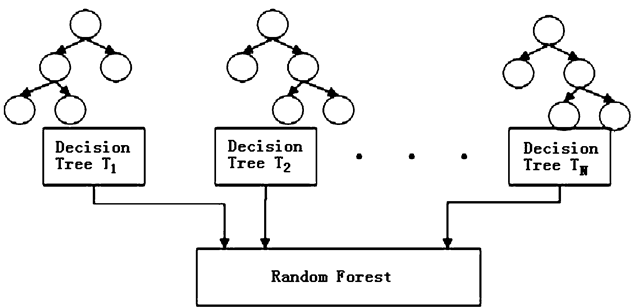 Decision
Tree T1
Decision
Tree T2
. . .
Decision
Tree TN
Random Forest